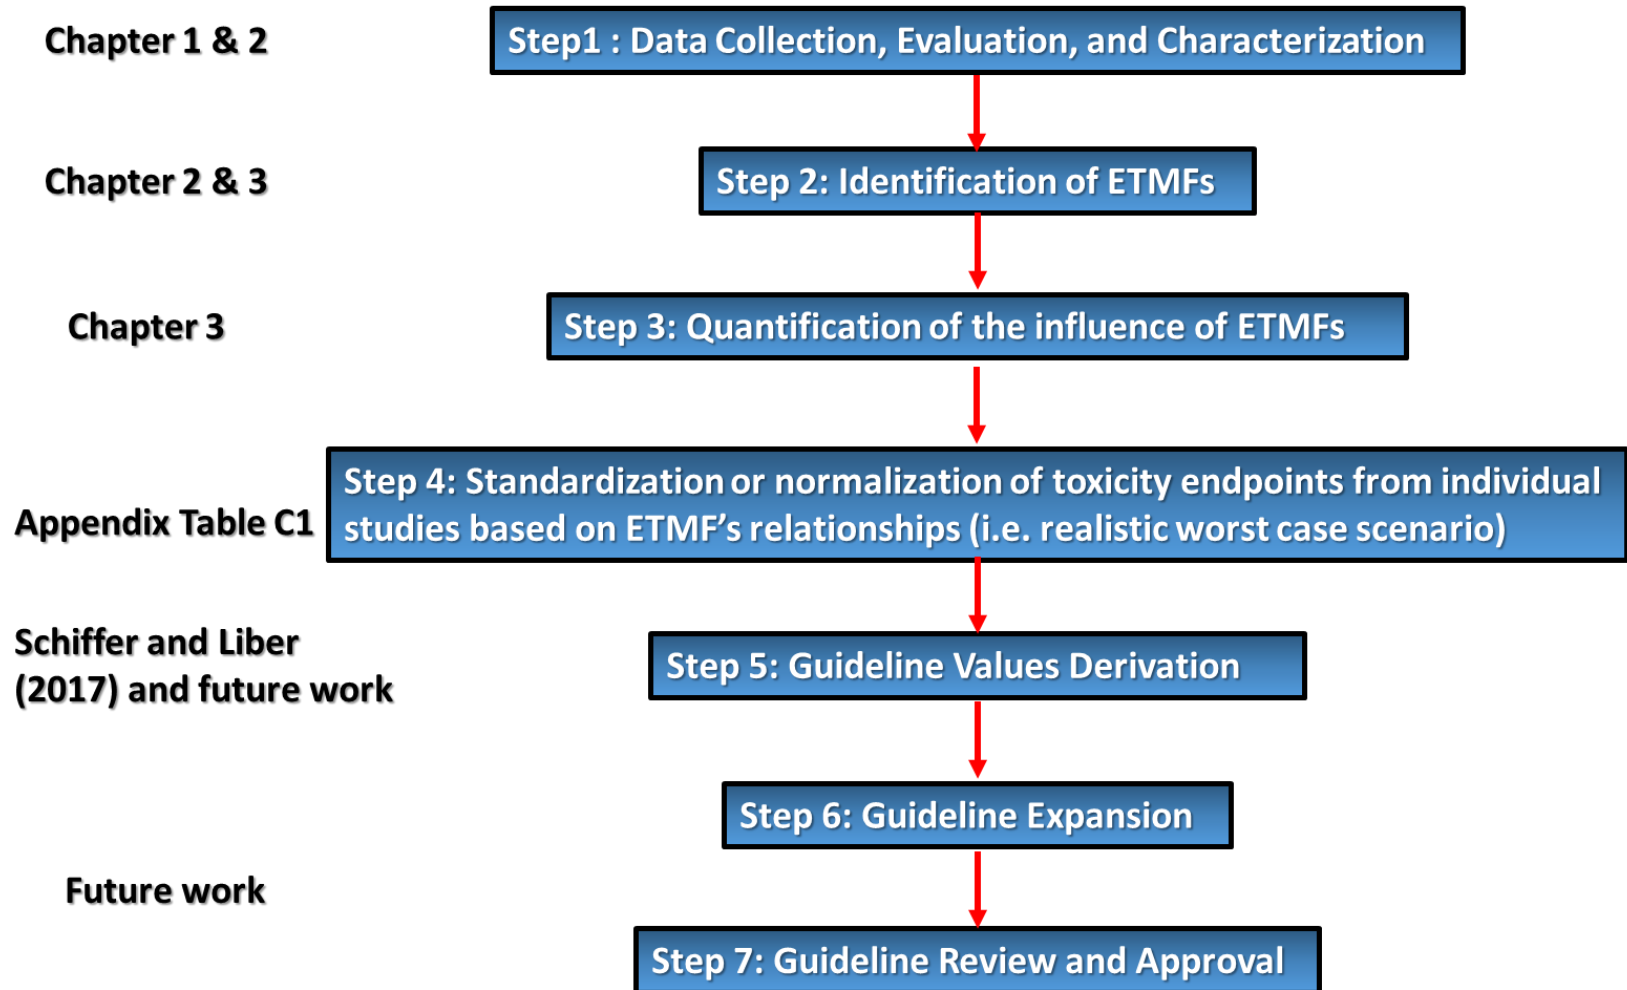 Chapter 1 & 2
Step1 : Data Collection, Evaluation, and Characterization
Chapter 2 & 3
Step 2: Identification of ETMFs
Chapter 3
Step 3: Quantification of the influence of ETMFs
Appendix Table C1
Step 4: Standardization or normalization of toxicity endpoints from individual
studies based on ETMF’s relationships (i.e. realistic worst case scenario)
Schiffer and Liber
(2017) and future work
Step 5: Guideline Values Derivation
Step 6: Guideline Expansion
Future work
Step 7: Guideline Review and Approval